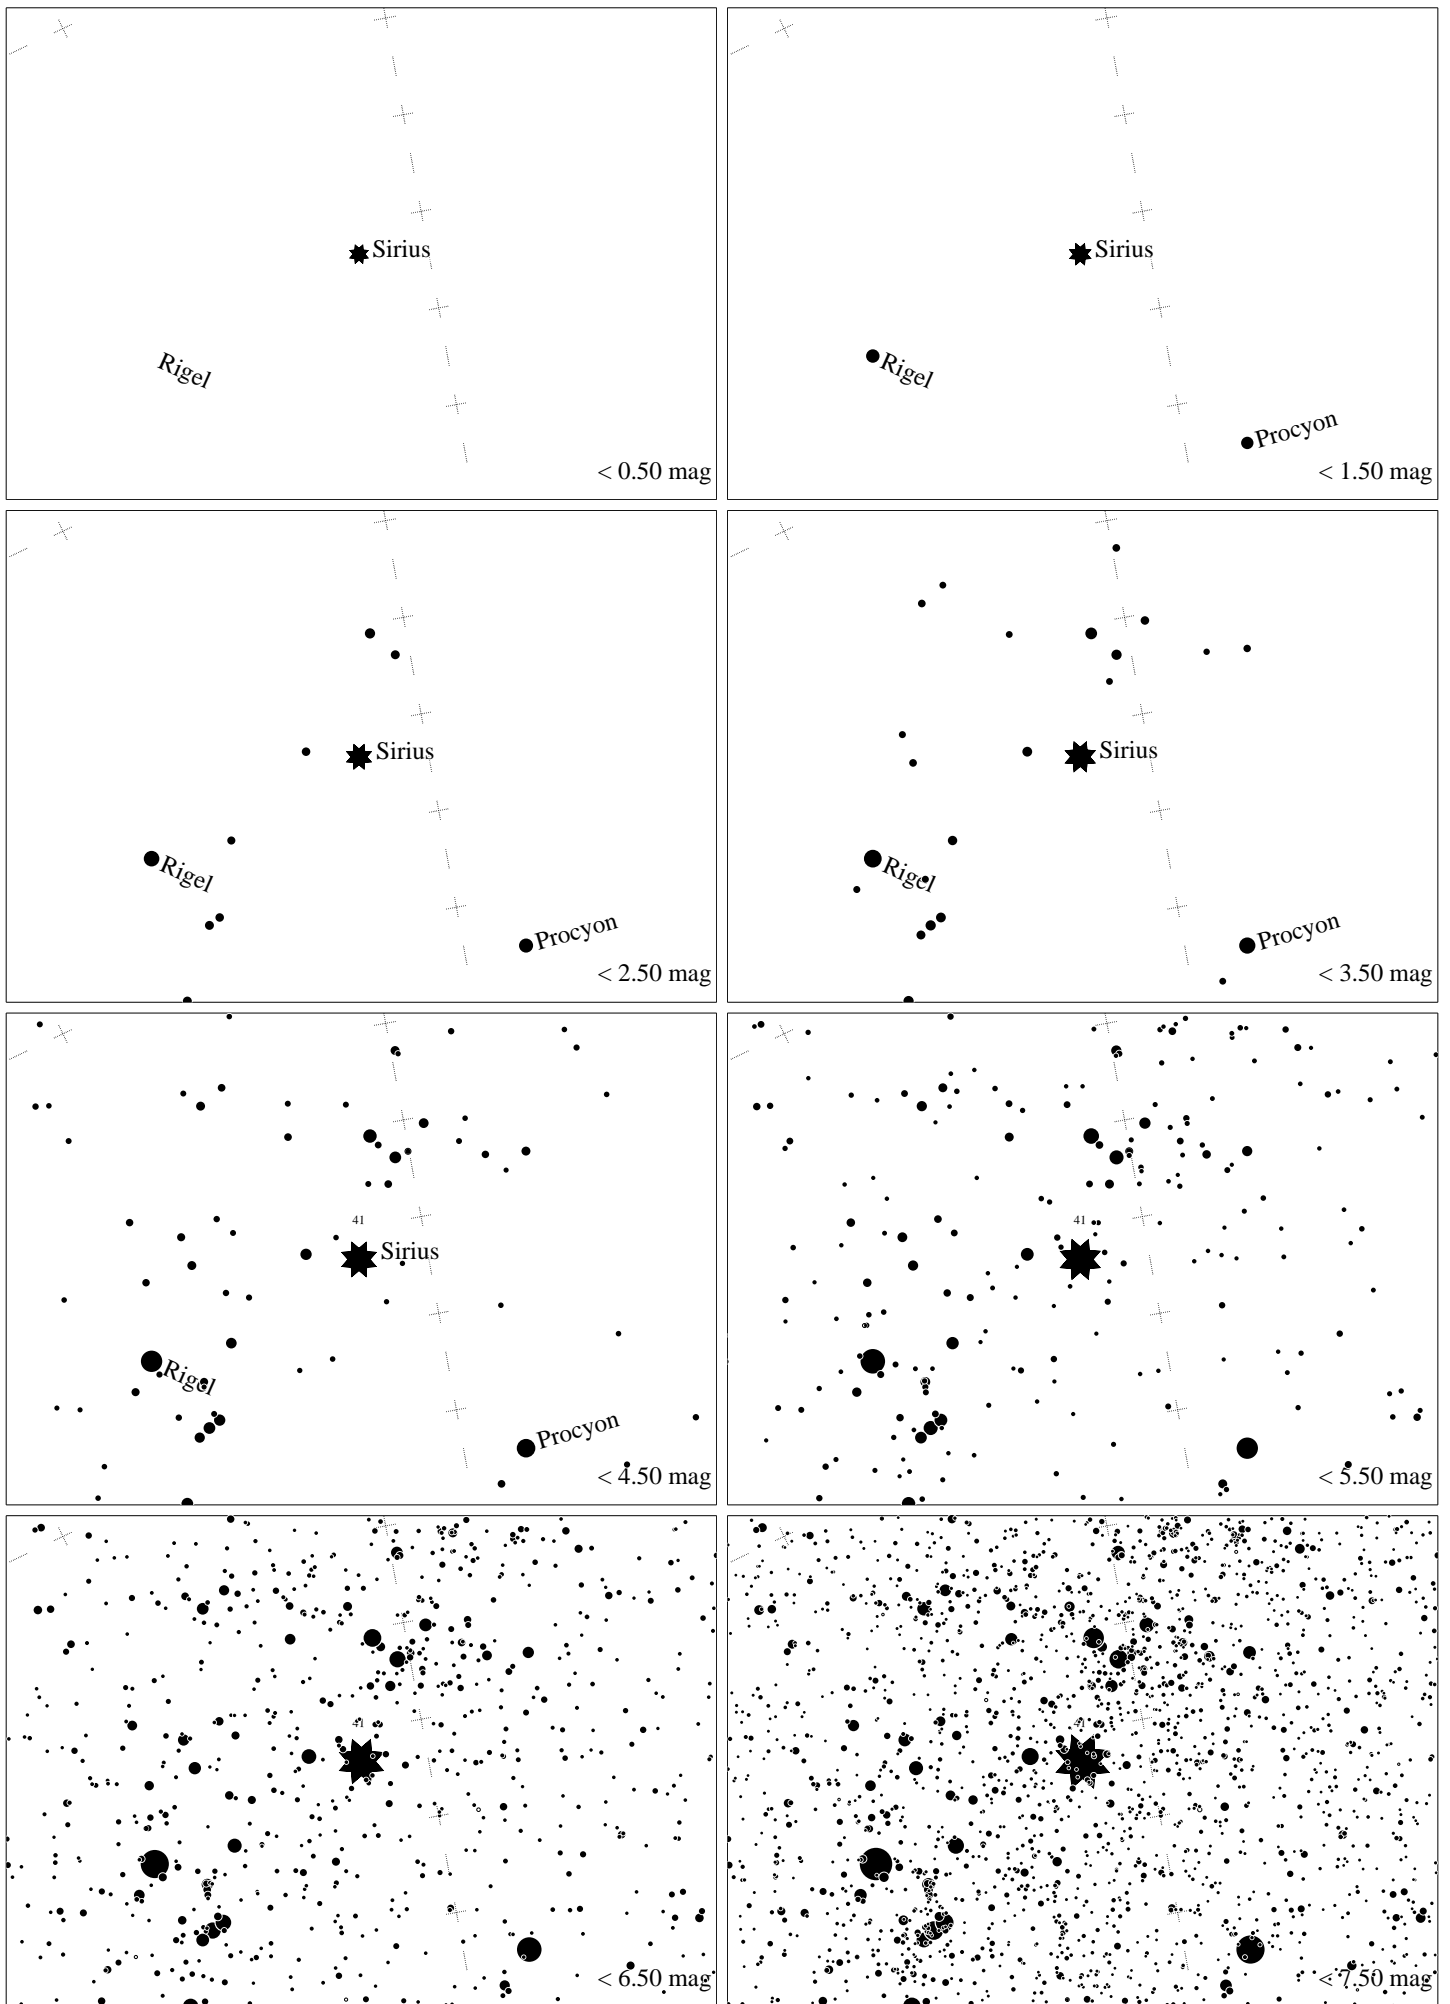 Sirius
Rigel
< 0.50 mag
Sirius
Rigel
Procyon
< 1.50 mag
Sirius
Rigel
Procyon
< 2.50 mag
Sirius
Rigel
Procyon
< 3.50 mag
41
Sirius
Rigel
Procyon
< 4.50 mag
41
< 5.50 mag
41
< 6.50 mag
41
< 7.50 mag